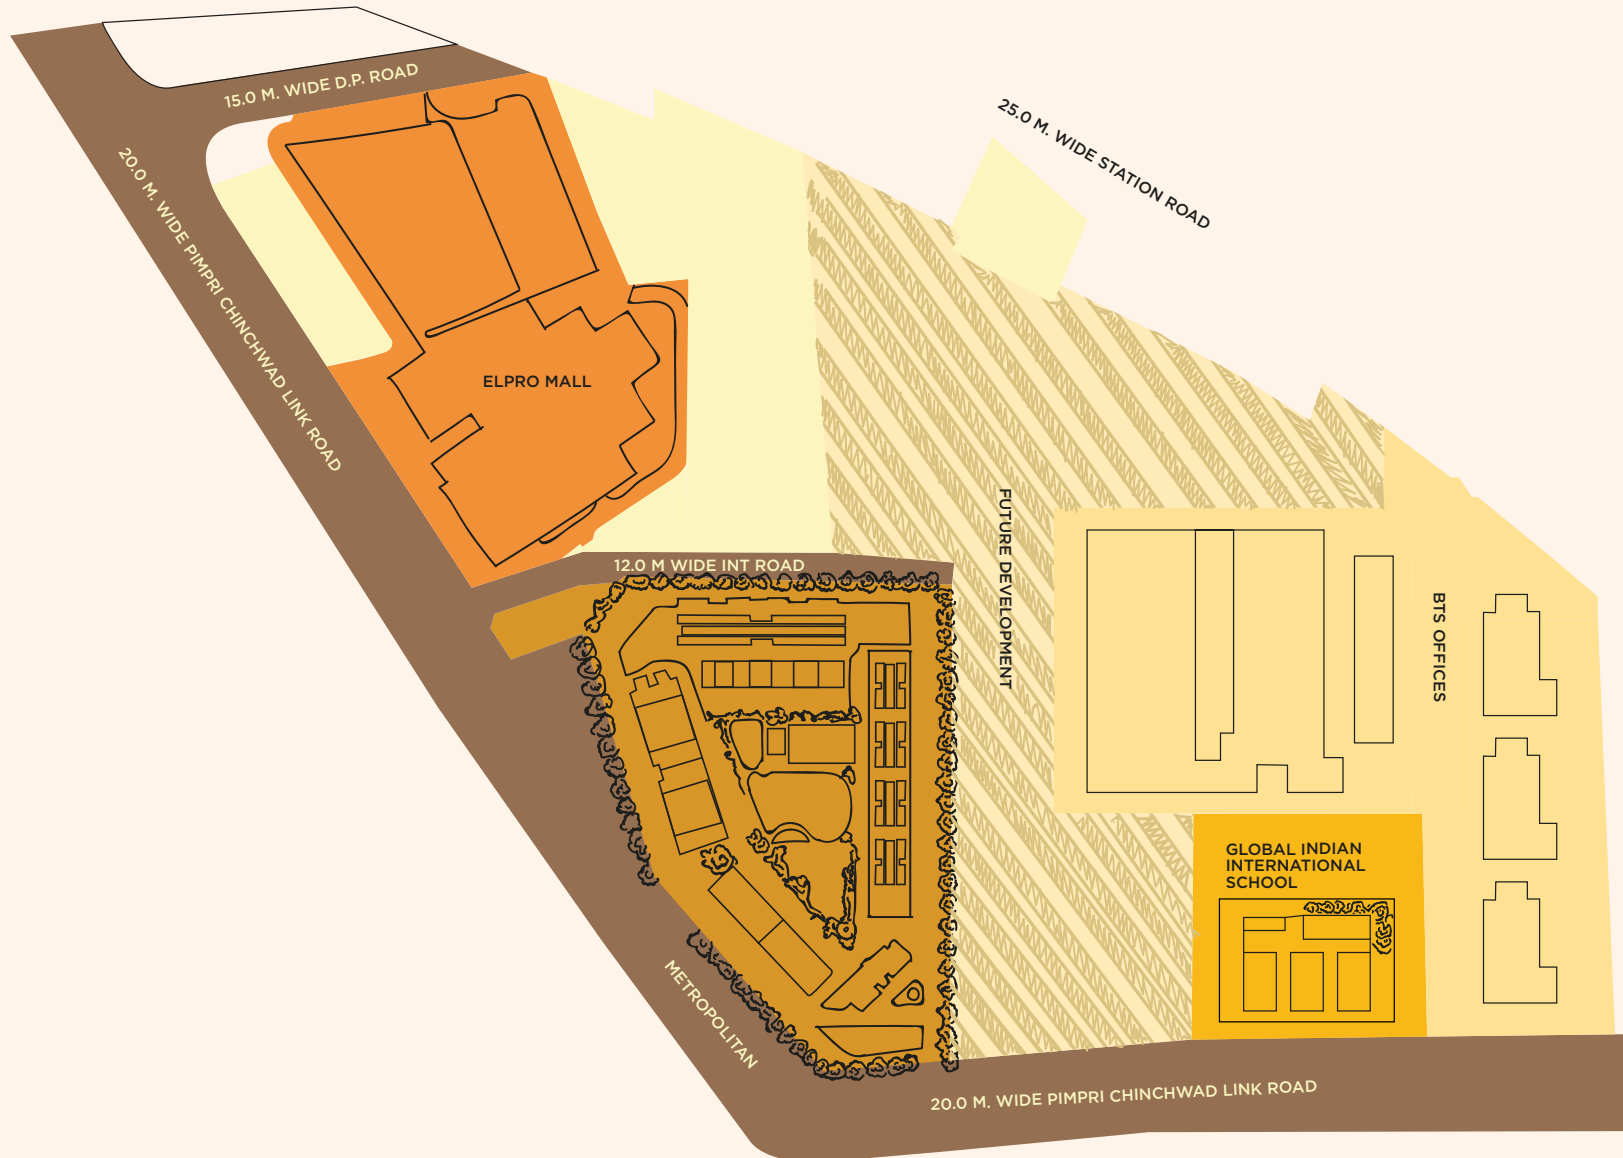 15.0 M. WIDE D.P. ROAD
25.0 M. WIDE STATION ROAD
20.0 M. WIDE PIMPRI CHINCHWAD LINK ROAD
ELPRO MALL
FUTURE DEVELOPMENT
12.0 M WIDE INT ROAD
BTS OFFICES
GLOBAL INDIAN
INTERNATIONAL
SCHOOL
METROPOLITAN
20.0 M. WIDE PIMPRI CHINCHWAD LINK ROAD